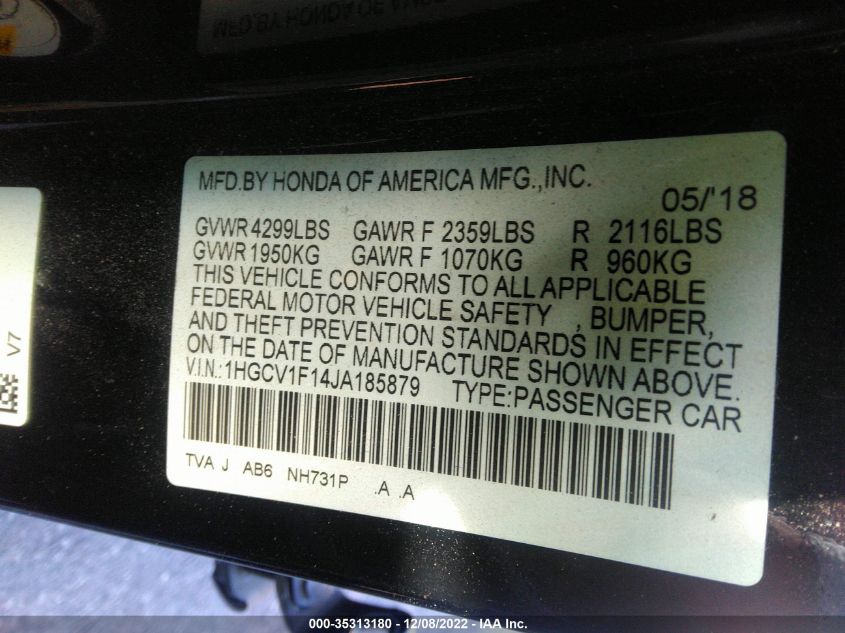 MFD.BY HONDA OF AMERICA MFG.,INC.
05/'18
GVWR 4299LBS GAWR F 2359LBS R 2116LBS
GVWR 1950KG GAWR F 1070KG R 960KG
THIS VEHICLE CONFORMS TO ALL APPLICABLE
FEDERAL MOTOR VEHICLE SAFETY , BUMPER,
AND THEFT PREVENTION STANDARDS IN EFFECT
ON THE DATE OF MANUFACTURE SHOWN ABOVE.
V.I.N.:1HGCV1F14JA185879 TYPE:PASSENGER CAR
TVA J AB6 NH731P .A .A
V7
000-35313180 - 12/08/2022 - IAA Inc.